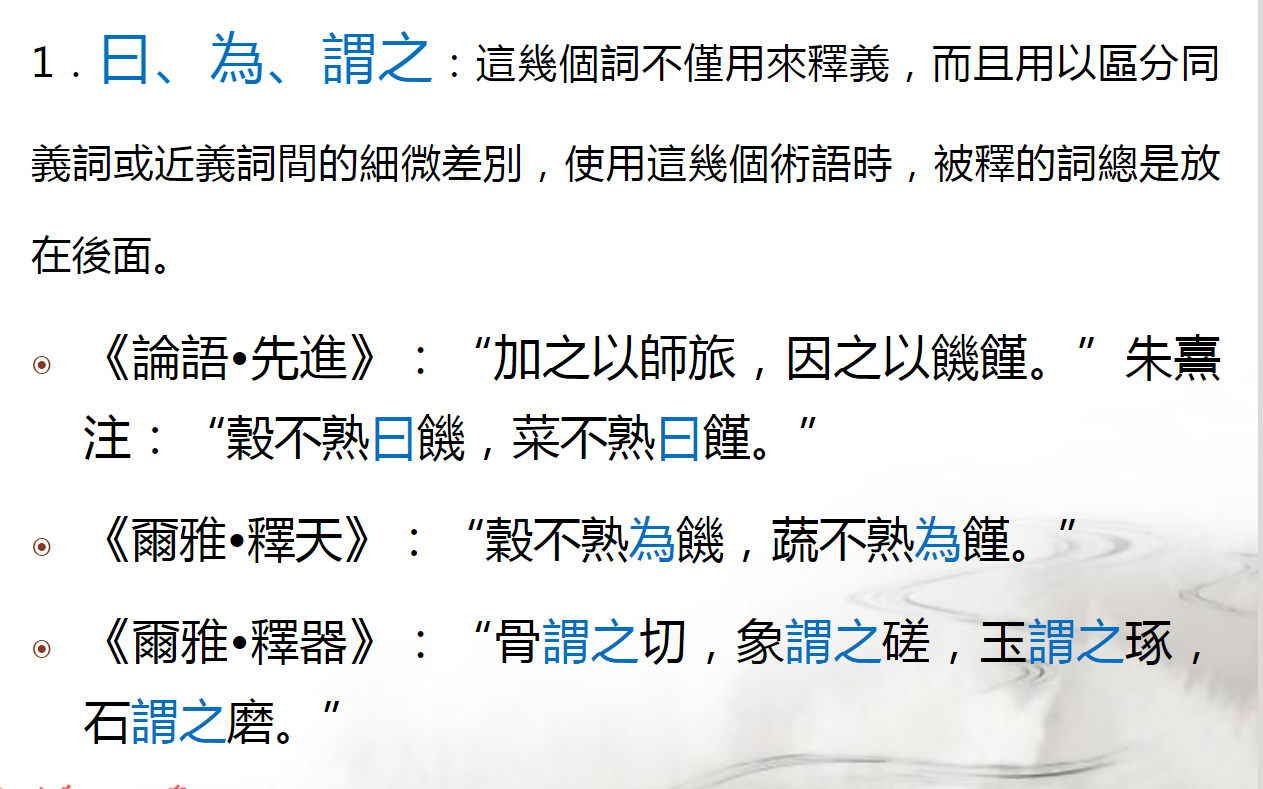 1．曰、為、謂之：這幾個詞不僅用來釋義，而且用以區分同
義詞或近義詞間的細微差別，使用這幾個術語時，被釋的詞總是放
在後面。
《論語•先進》：“加之以師旅，因之以饑饉。”朱熹
注：“穀不熟曰饑，菜不熟曰饉。”
《爾雅•釋天》：“穀不熟為饑，蔬不熟為饉。”
《爾雅•釋器》：“骨謂之切，象謂之磋，玉謂之琢，
石謂之磨。”